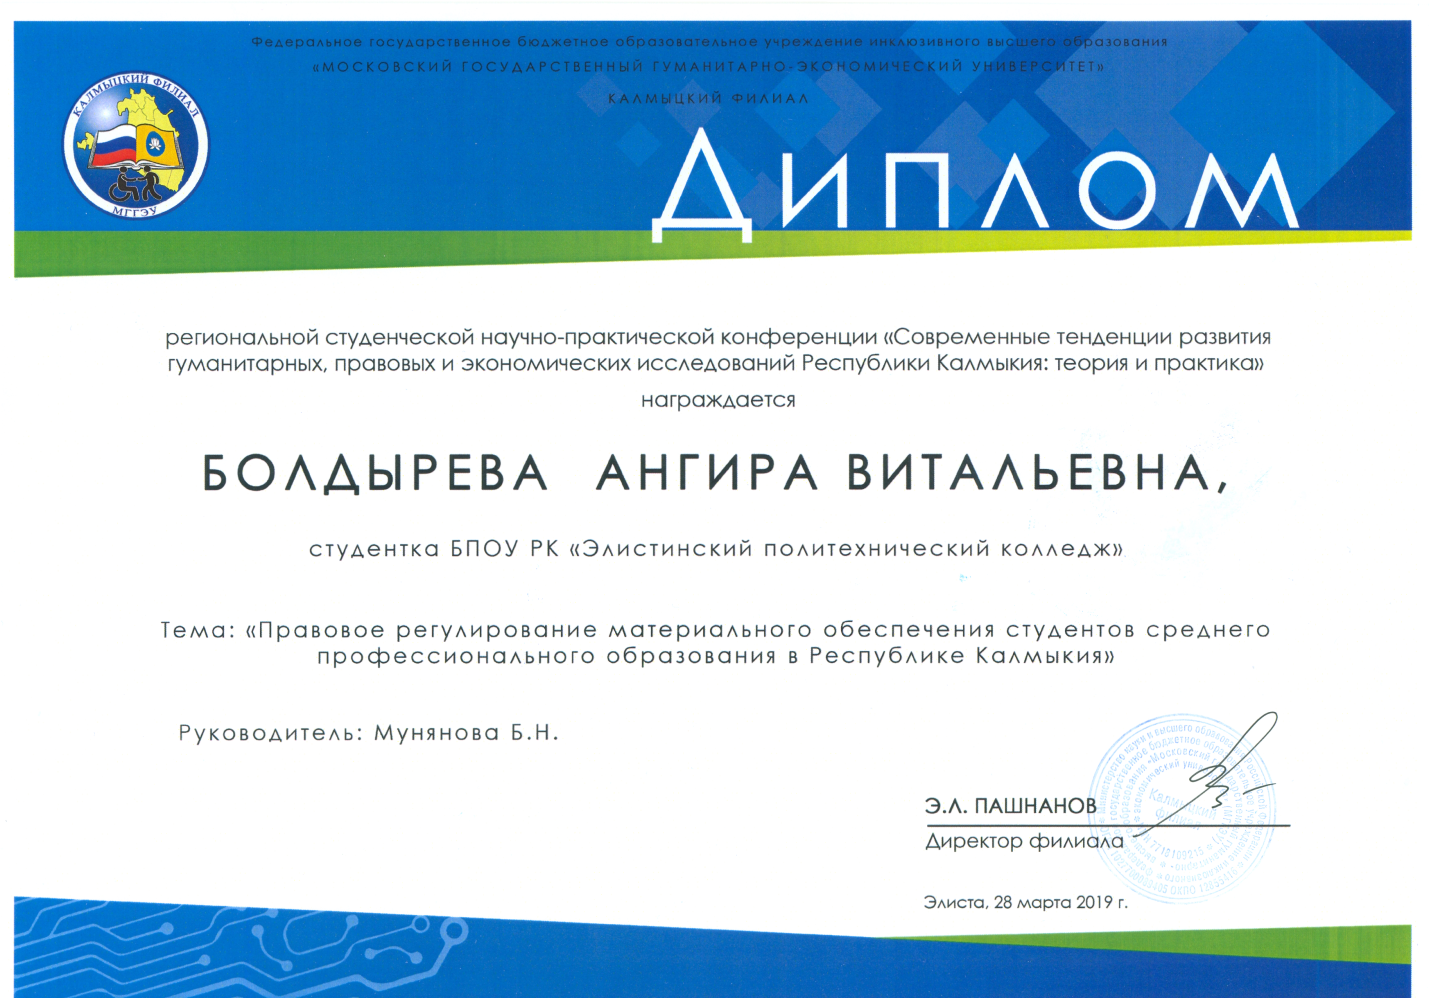 Федеральное государственное бюджетное образовательное учреждение инклюзивного высшего образования
«МОСКОВСКИЙ ГОСУДАРСТВЕННЫЙ ГУМАНИТАРНО-ЭКОНОМИЧЕСКИЙ УНИВЕРСИТЕТ»
КАЛМЫЦКИЙ ФИЛИАЛ
КАЛМЫЦКИЙ ФИЛИАЛ
МГГЭУ
ДИПЛОМ
региональной студенческой научно-практической конференции «Современные тенденции развития
гуманитарных, правовых и экономических исследований Республики Калмыкия: теория и практика»
награждается
БОЛДЫРЕВА АНГИРА ВИТАЛЬЕВНА,
студентка БПОУ РК «Элистинский политехнический колледж»
Тема: «Правовое регулирование материального обеспечения студентов среднего
профессионального образования в Республике Калмыкия»
Руководитель: Мунянова Б.Н.
Э.Л. ПАШНАНОВ
Директор филиала
Калмыцкий
филиал
Элиста, 28 марта 2019 г.